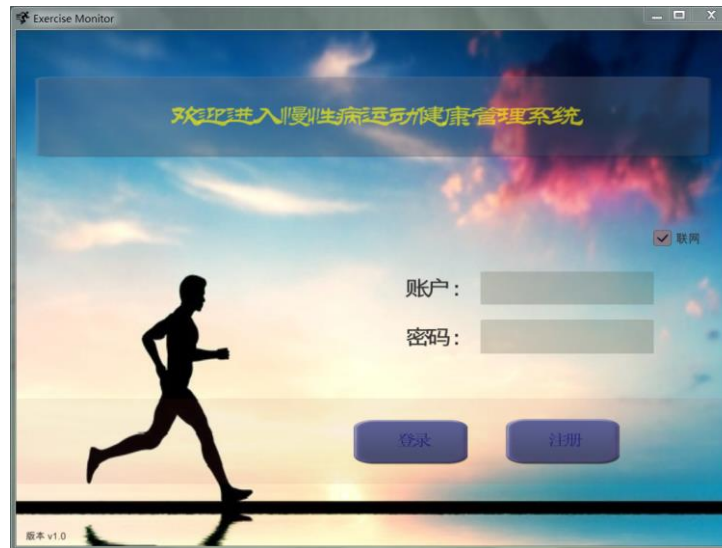 Exercise Monitor
欢迎进入慢性病运动健康管理系统
联网
账户：
密码：
登录 注册
版本 v1.0